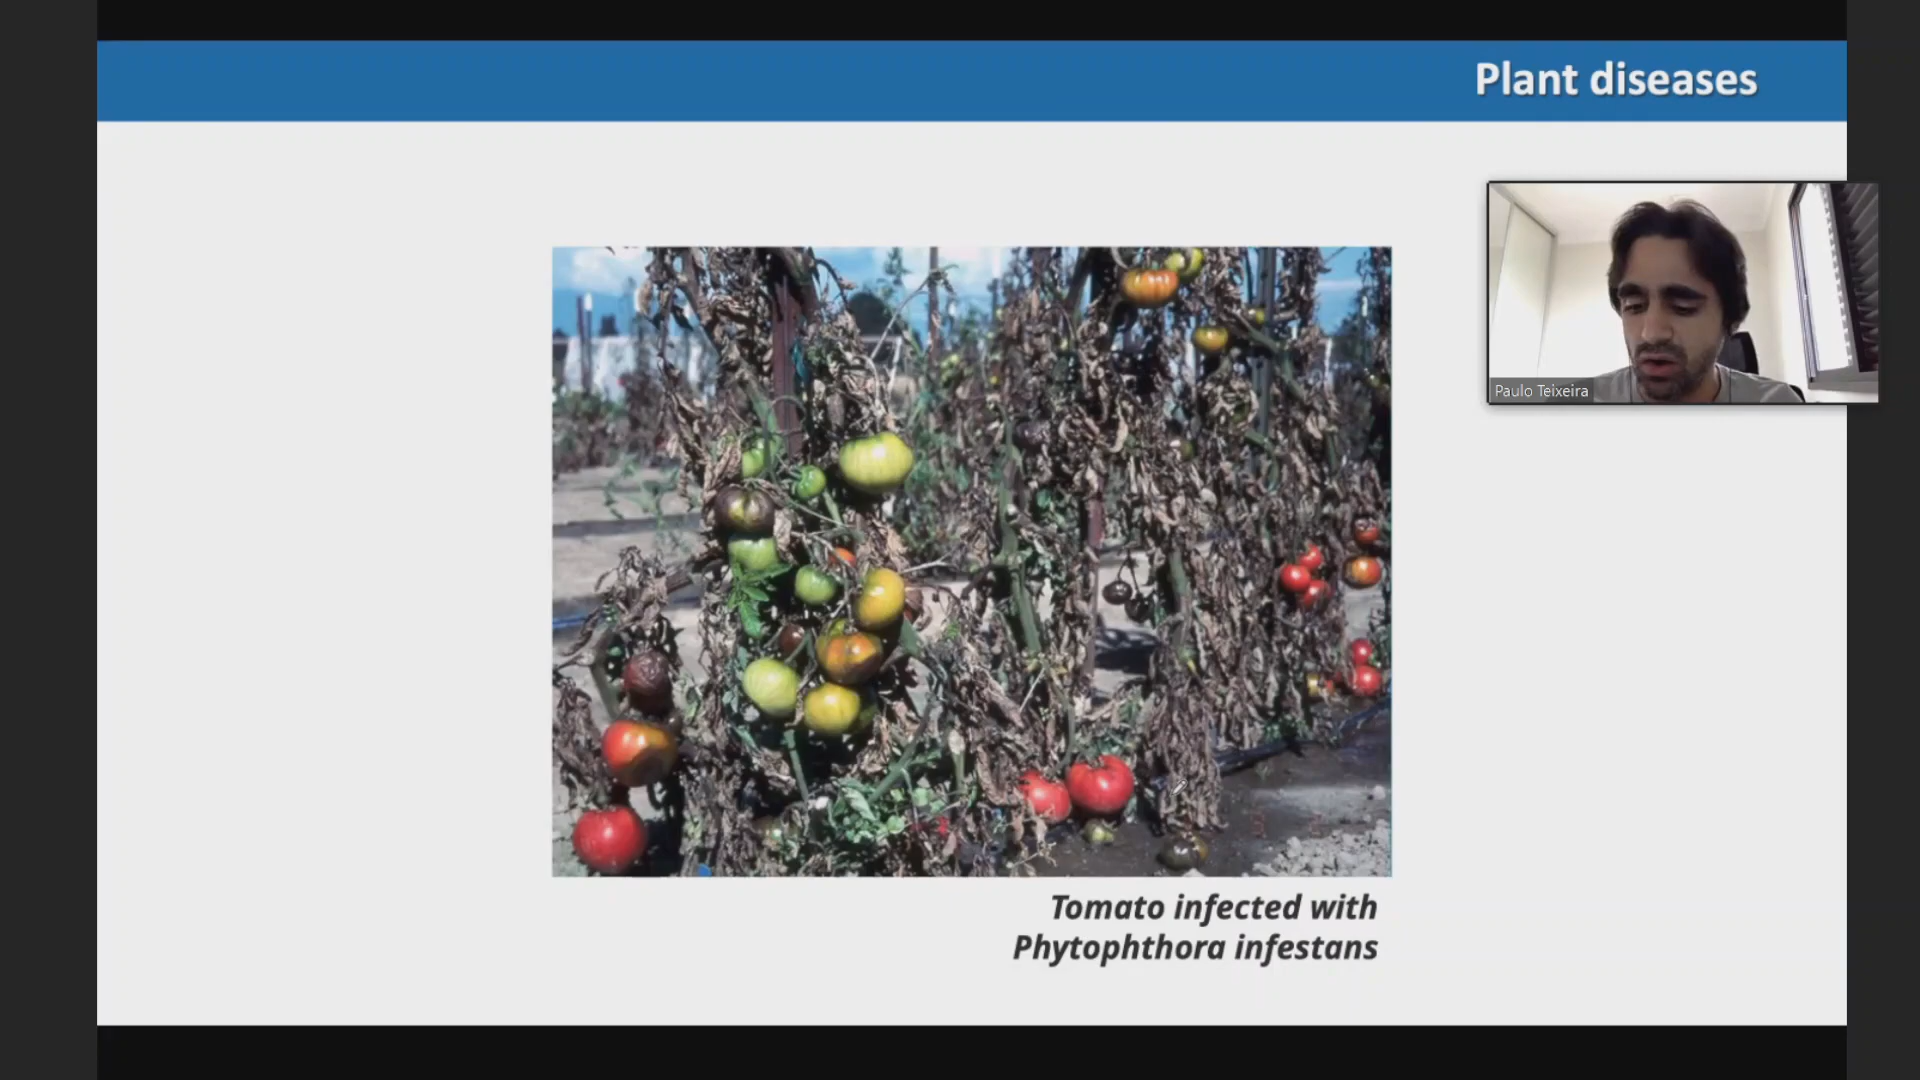 Plant diseases
Paulo Teixeira
Tomato infected with
Phytophthora infestans